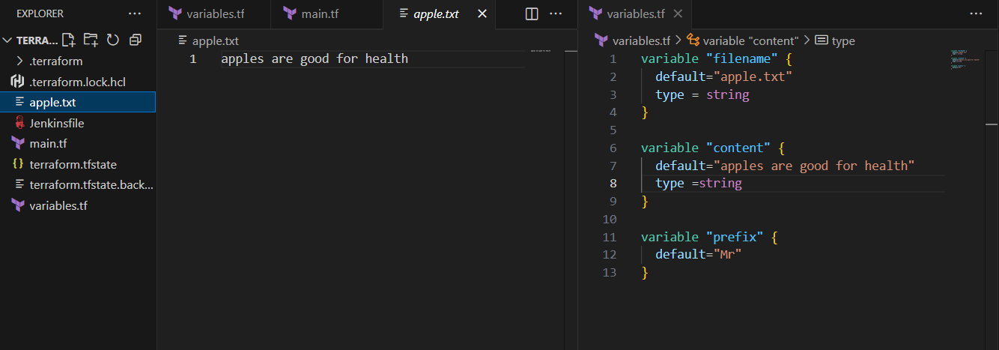 EXPLORER ...
TERRA...
.terraform
.terraform.lock.hcl
apple.txt
Jenkinsfile
main.tf
terraform.tfstate
terraform.tfstate.back...
variables.tf
variables.tf main.tf apple.txt
apple.txt
1 apples are good for health
variables.tf
variables.tf > variable "content" > type
1 variable "filename" {
2   default="apple.txt"
3   type = string
4 }
5
6 variable "content" {
7   default="apples are good for health"
8   type =string
9 }
10
11 variable "prefix" {
12   default="Mr"
13 }